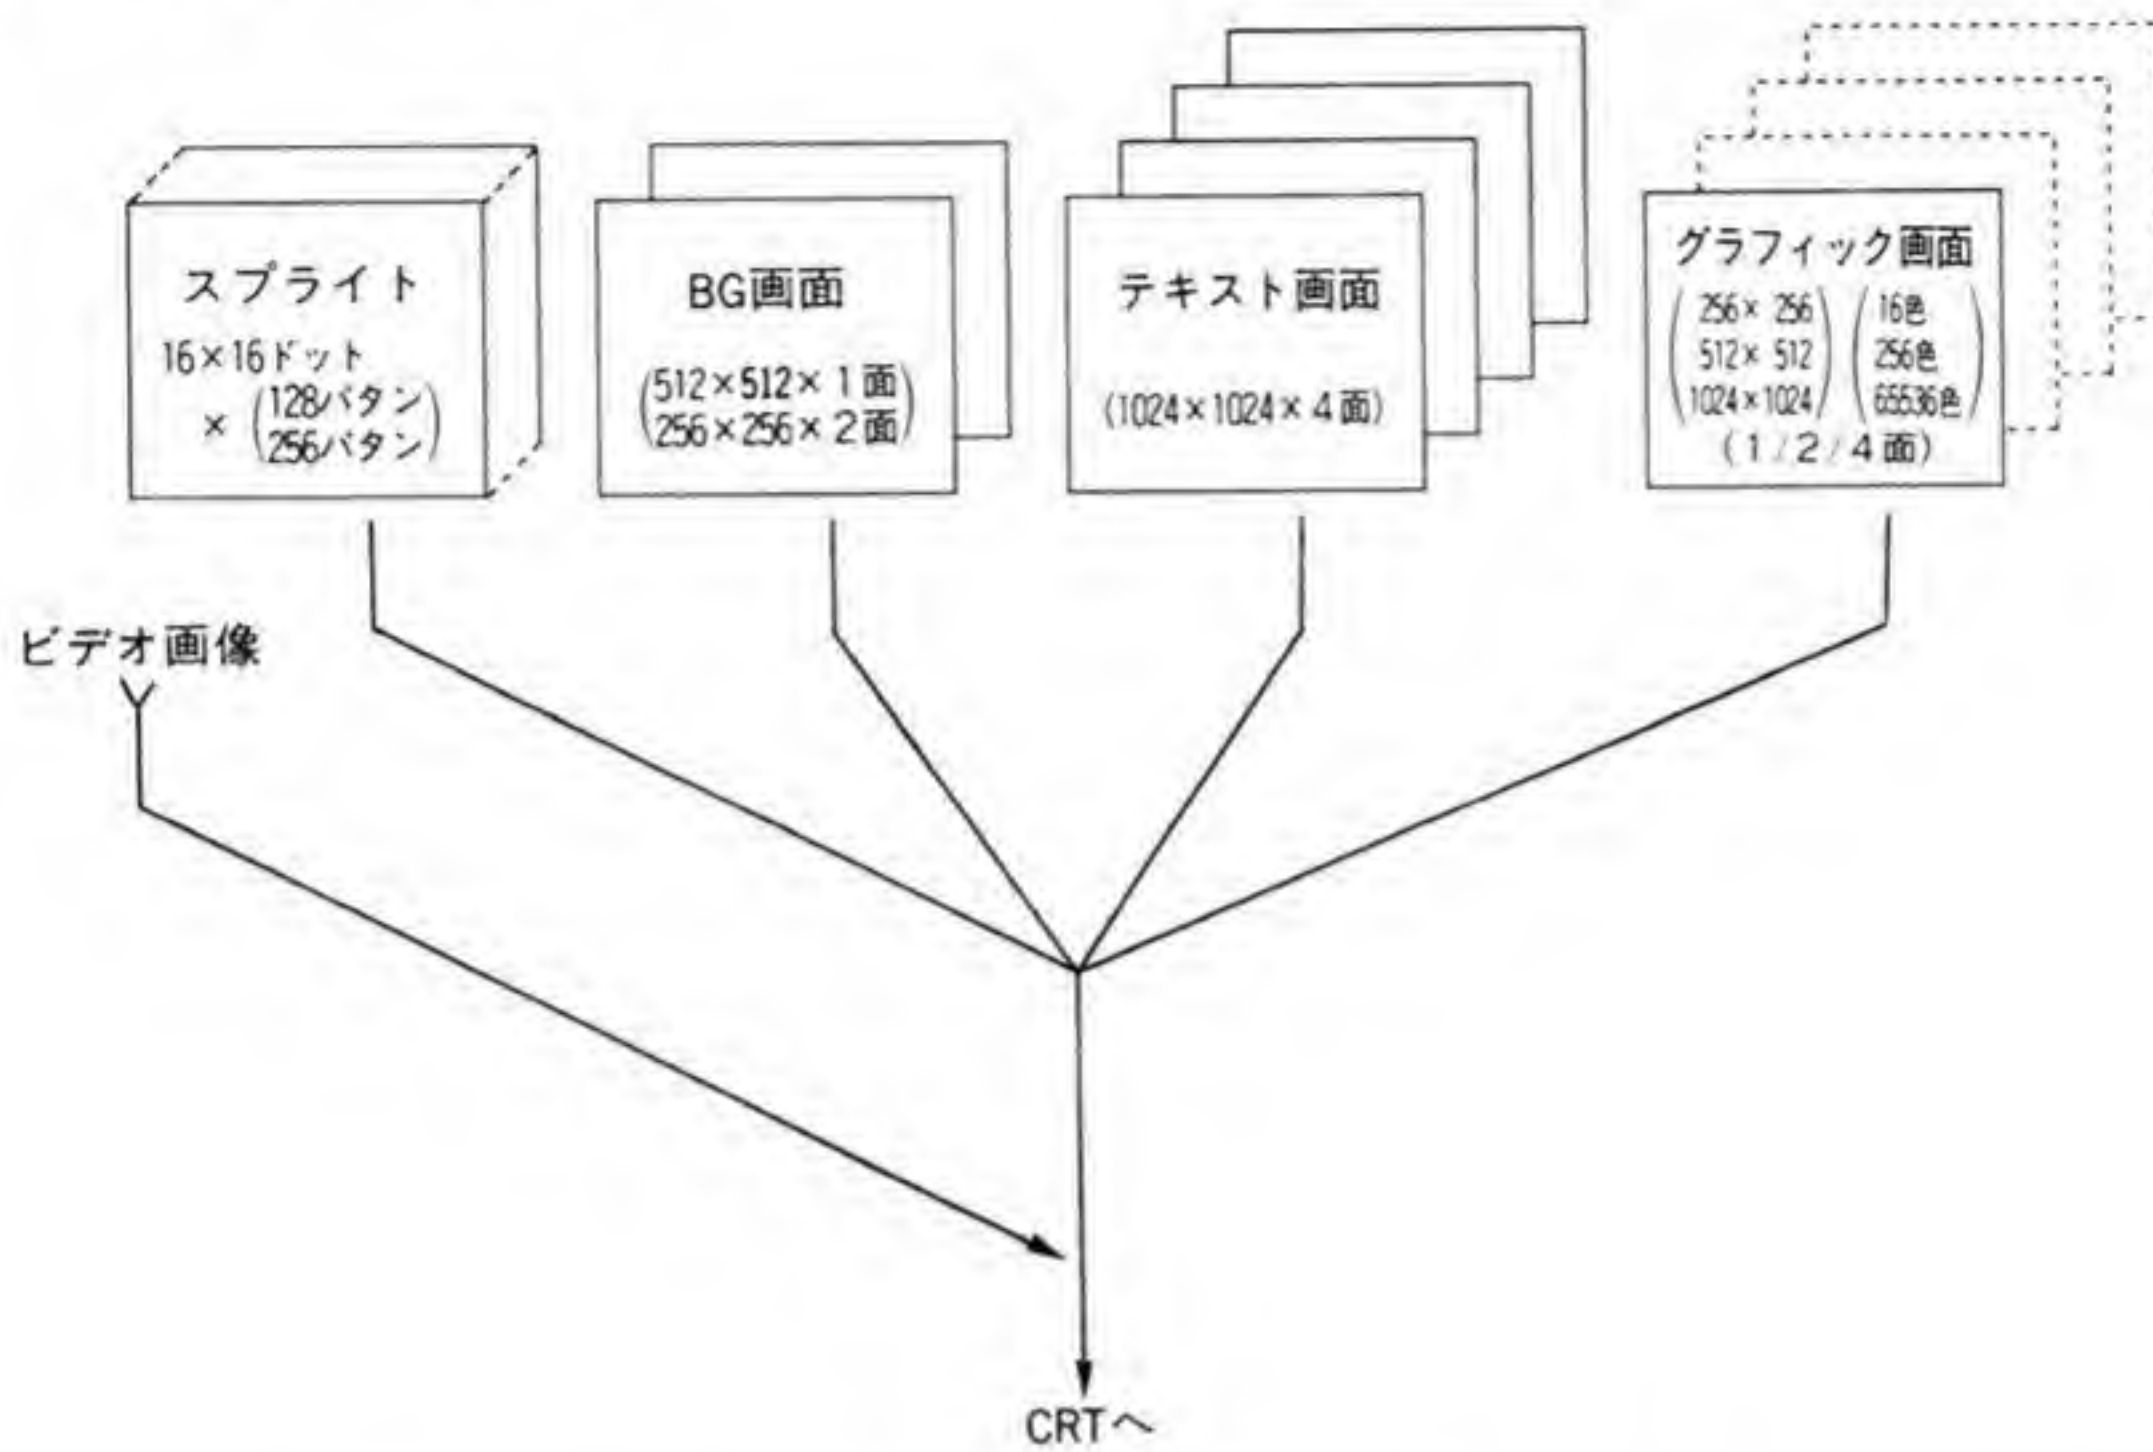 スプライト
16×16ドット
×(128パタン
256パタン)
BG画面
(512×512×1面
256×256×2面)
テキスト画面
(1024×1024×4面)
グラフィック画面
(256×256
512×512
1024×1024)
(16色
256色
65536色)
(1/2/4面)
ビデオ画像
CRTへ